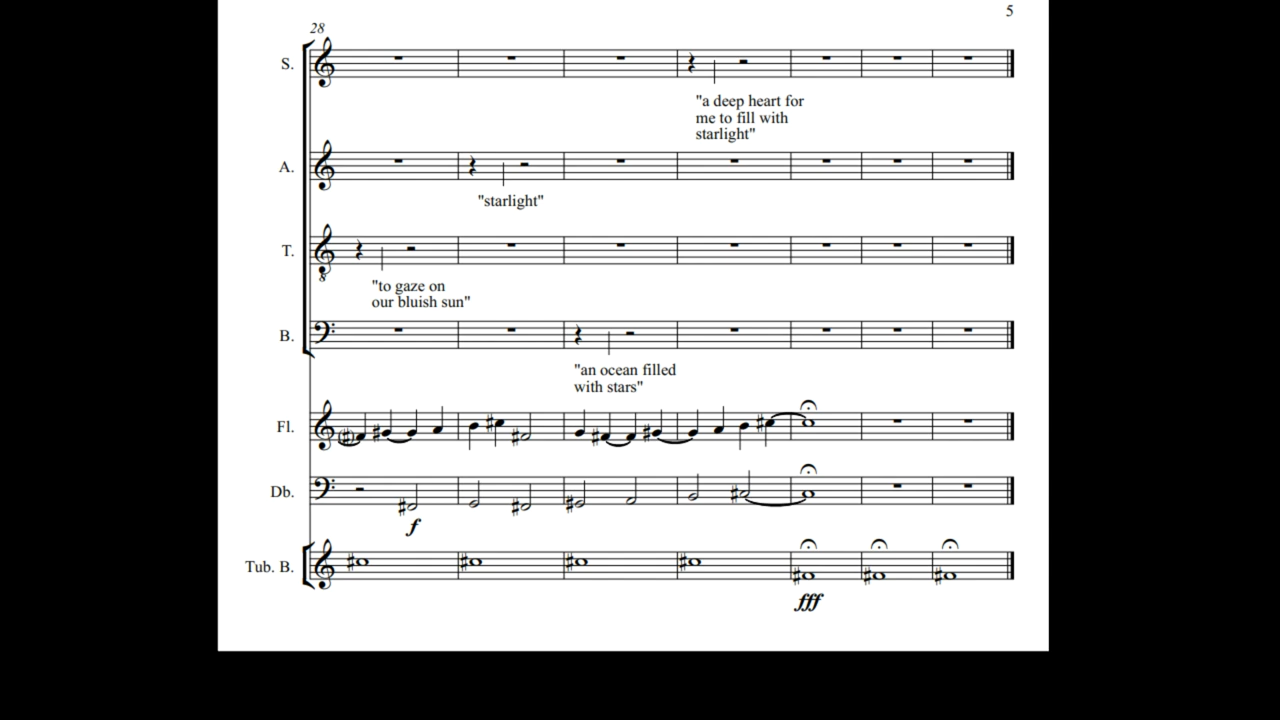 5
28
S.
"a deep heart for
me to fill with
starlight"
A.
"starlight"
T.
8
"to gaze on
our bluish sun"
B.
"an ocean filled
with stars"
Fl.
Db.
f
Tub. B.
fff